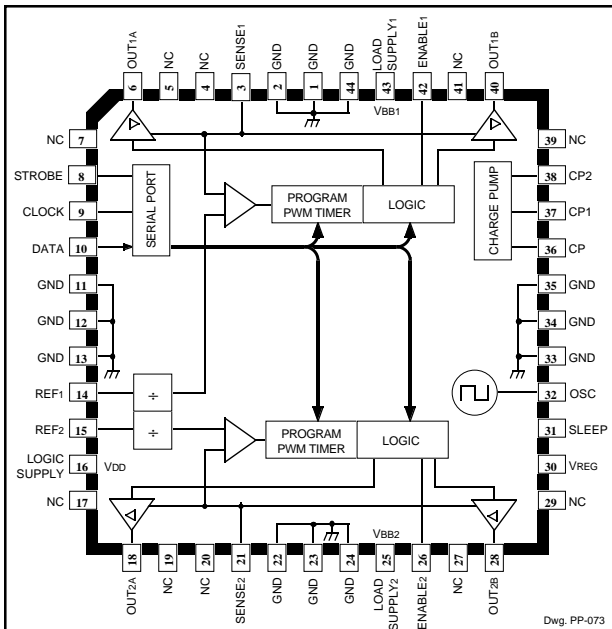 OUT1A
NC
NC
SENSE1
GND
GND
GND
LOAD
SUPPLY1
ENABLE1
NC
OUT1B
6
5
4
3
2
1
44
43
42
41
40
VBB1
NC 7
STROBE 8
CLOCK 9
DATA 10
GND 11
GND 12
GND 13
REF1 14
REF2 15
LOGIC
SUPPLY 16 VDD
NC 17
SERIAL PORT
PROGRAM
PWM TIMER
LOGIC
CHARGE PUMP
39 NC
38 CP2
37 CP1
36 CP
35 GND
34 GND
33 GND
32 OSC
31 SLEEP
30 VREG
29 NC
÷
÷
PROGRAM
PWM TIMER
LOGIC
VBB2
18
19
20
21
22
23
24
25
26
27
28
OUT2A
NC
NC
SENSE2
GND
GND
GND
LOAD
SUPPLY2
ENABLE2
NC
OUT2B
Dwg. PP-073